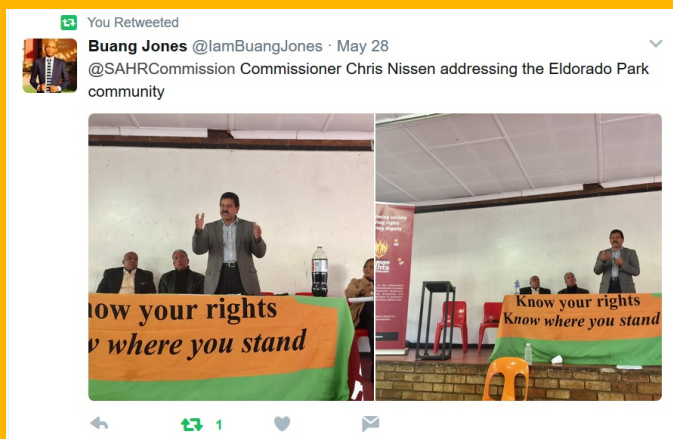 You Retweeted
Buang Jones @IamBuangJones · May 28
@SAHRCommission Commissioner Chris Nissen addressing the Eldorado Park
community
now your rights
where you stand
Know your rights
Know where you stand
1